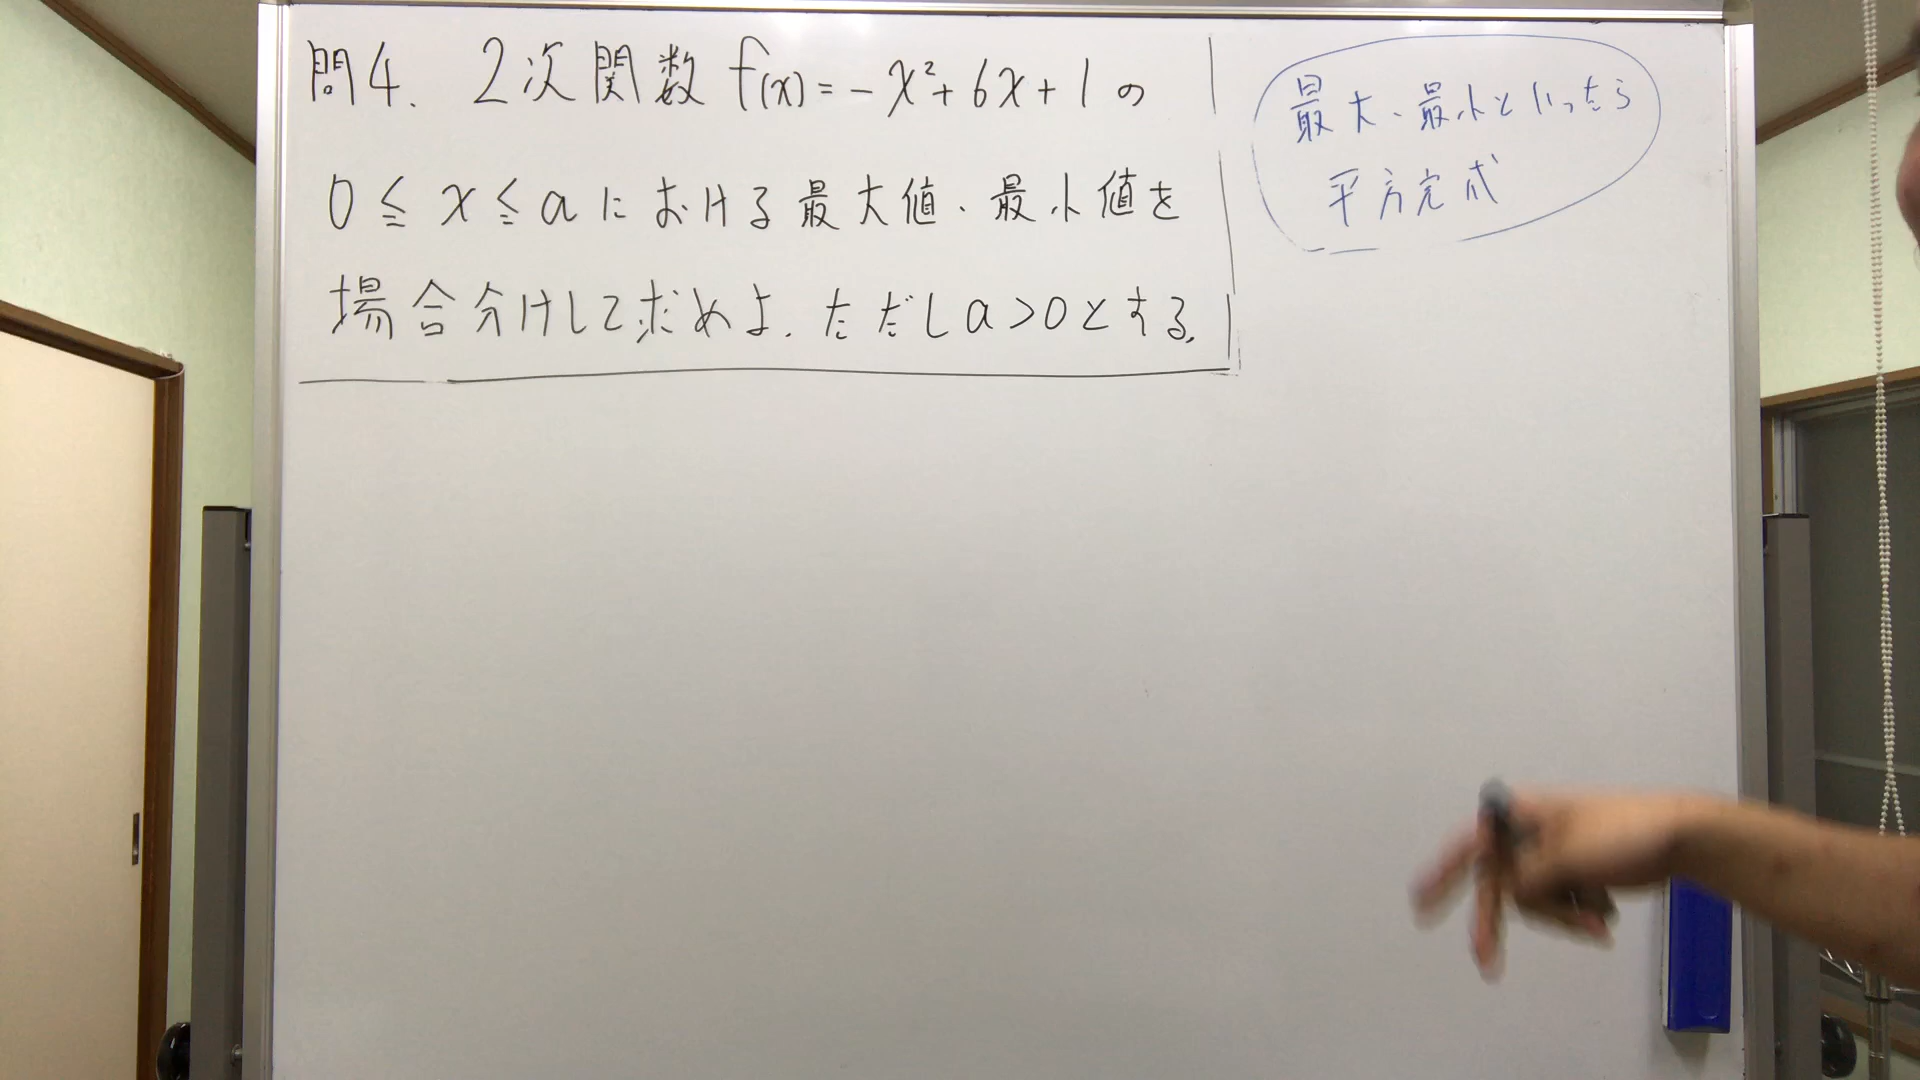 問4. 2次関数 f(x) = -x²+6x+1 の
0≦x≦aにおける最大値・最小値を
場合分けして求めよ.ただしa>0とする.
最大・最小といったら
平方完成